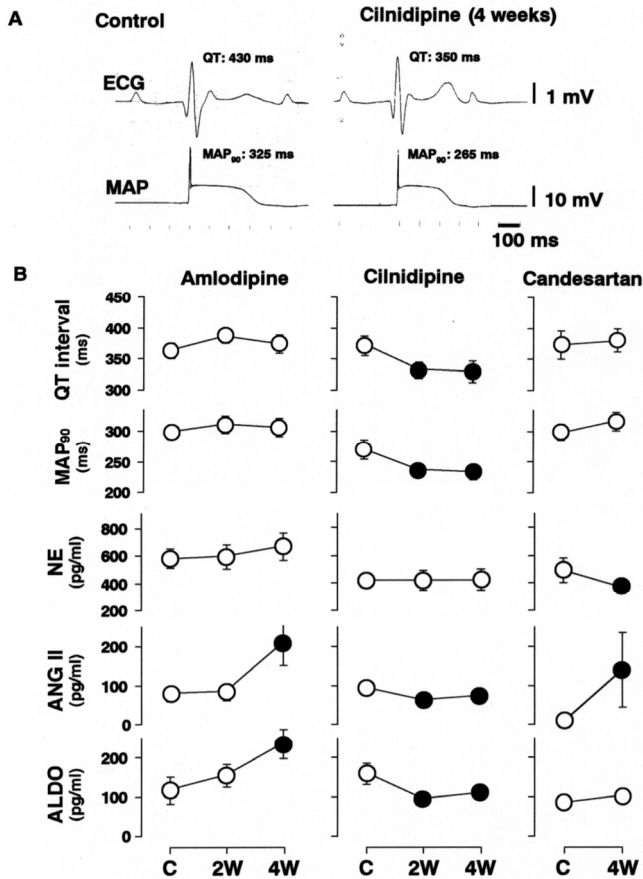 A
Control
Cilnidipine (4 weeks)
QT: 430 ms
QT: 350 ms
ECG
1 mV
MAP₉₀: 325 ms
MAP₉₀: 265 ms
MAP
10 mV
100 ms
B
Amlodipine
Cilnidipine
Candesartan
QT interval
(ms)
450
400
350
300
MAP₉₀
(ms)
300
250
200
NE
(pg/ml)
800
600
400
200
ANG II
(pg/ml)
200
100
0
ALDO
(pg/ml)
200
100
0
C 2W 4W
C 2W 4W
C 4W